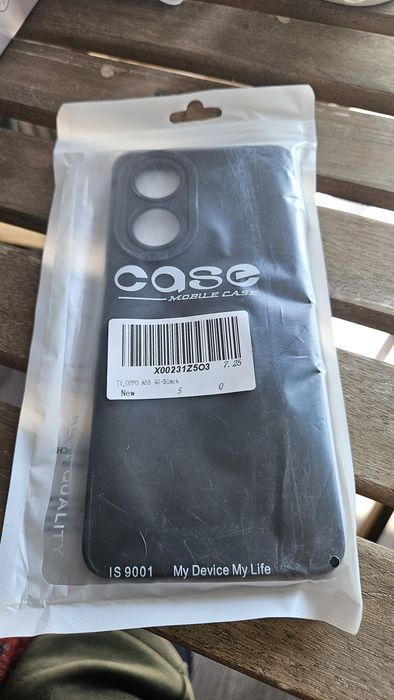 case
MOBILE CASE
X00231Z5O3 7.25
TY_OPPO A58 4G-Black
New 5 Q
QUALITY
IS 9001 My Device My Life